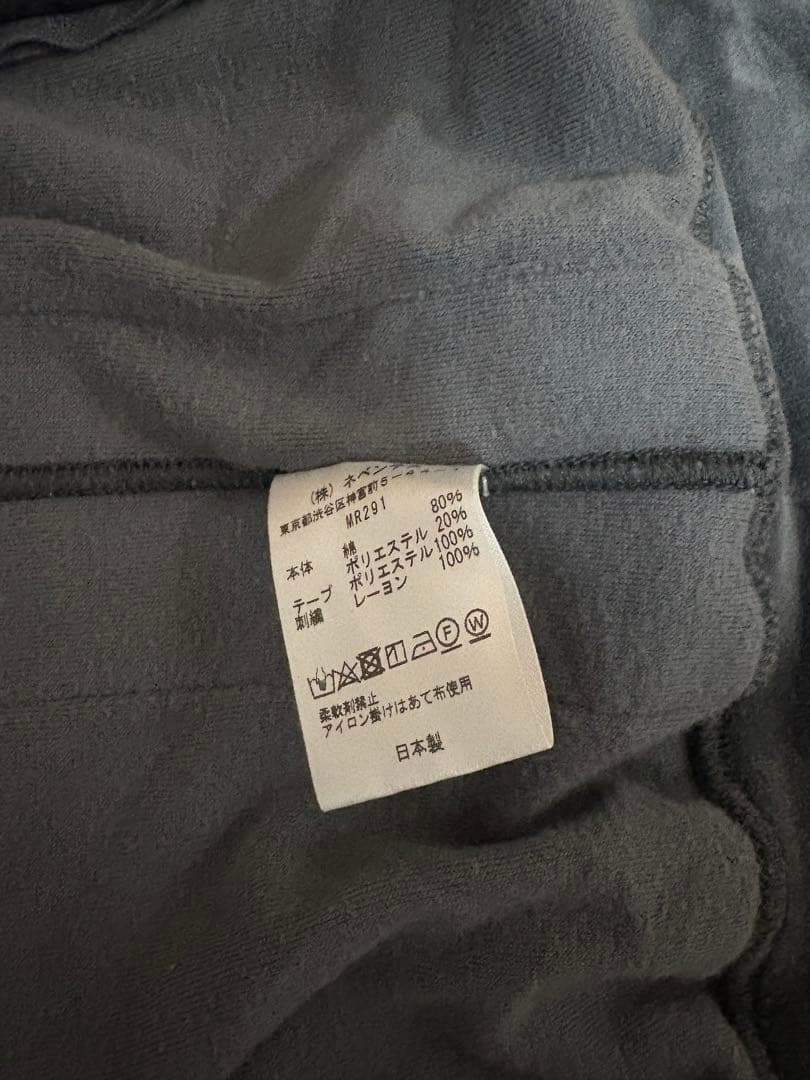 (株) ネペン
東京都渋谷区神宮前5-44-
MR291
本体 綿 80%
ポリエステル 20%
テープ ポリエステル 100%
刺繍 レーヨン 100%
F W
柔軟剤禁止
アイロン掛けはあて布使用
日本製